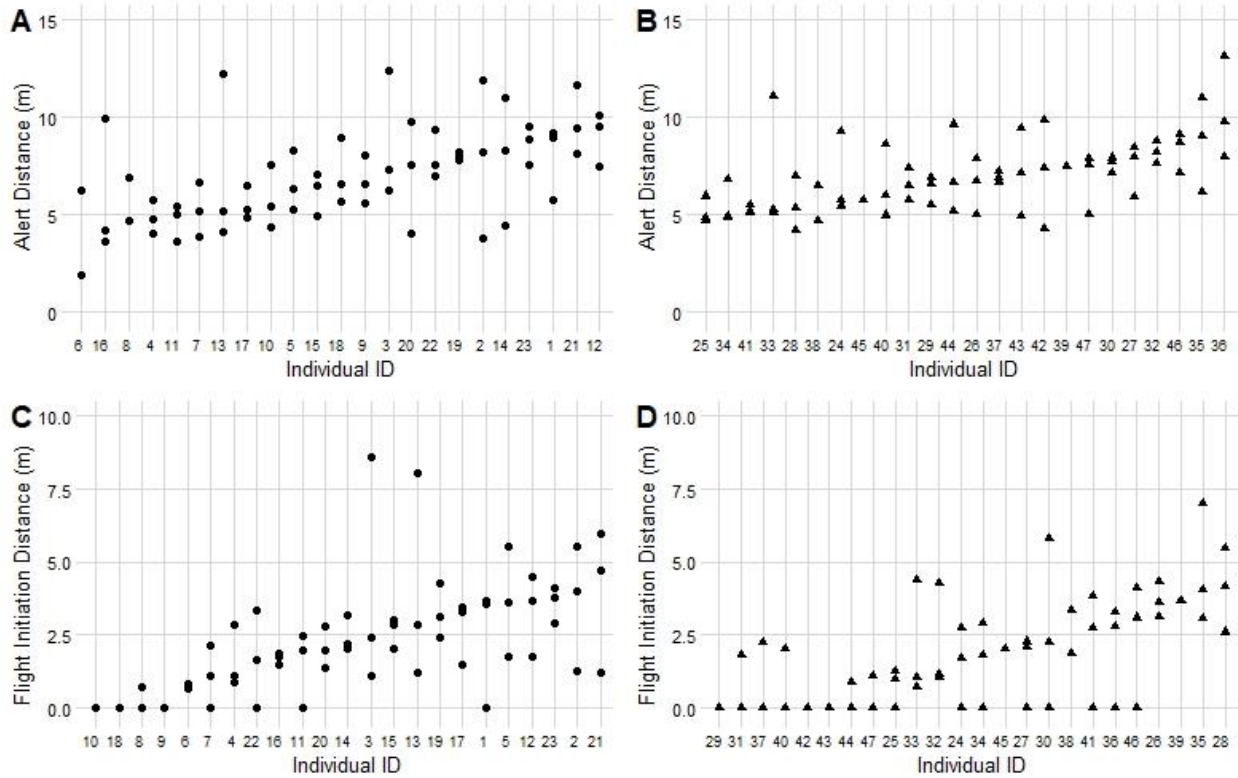 A
Alert Distance (m)
15
10
5
0
6 16 8 4 11 7 13 17 10 5 15 18 9 3 20 22 19 2 14 23 1 21 12
Individual ID
B
Alert Distance (m)
15
10
5
0
25 34 41 33 28 38 24 45 40 31 29 44 26 37 43 42 39 47 30 27 32 46 35 36
Individual ID
C
Flight Initiation Distance (m)
10.0
7.5
5.0
2.5
0.0
10 18 8 9 6 7 4 22 16 11 20 14 3 15 13 19 17 1 5 12 23 2 21
Individual ID
D
Flight Initiation Distance (m)
10.0
7.5
5.0
2.5
0.0
29 31 37 40 42 43 44 47 25 33 32 24 34 45 27 30 38 41 36 46 26 39 35 28
Individual ID